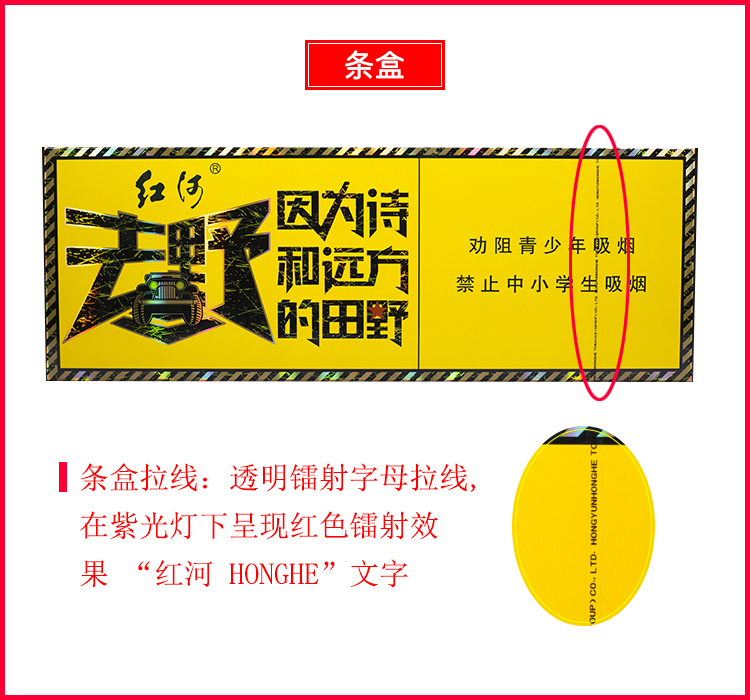 条盒
红河®
去野
因为诗
和远方
的田野
劝阻青少年吸烟
禁止中小学生吸烟
条盒拉线：透明镭射字母拉线，
在紫光灯下呈现红色镭射效
果 “红河 HONGHE”文字
OUP) CO., LTD· HONGYUNHONGHE TO